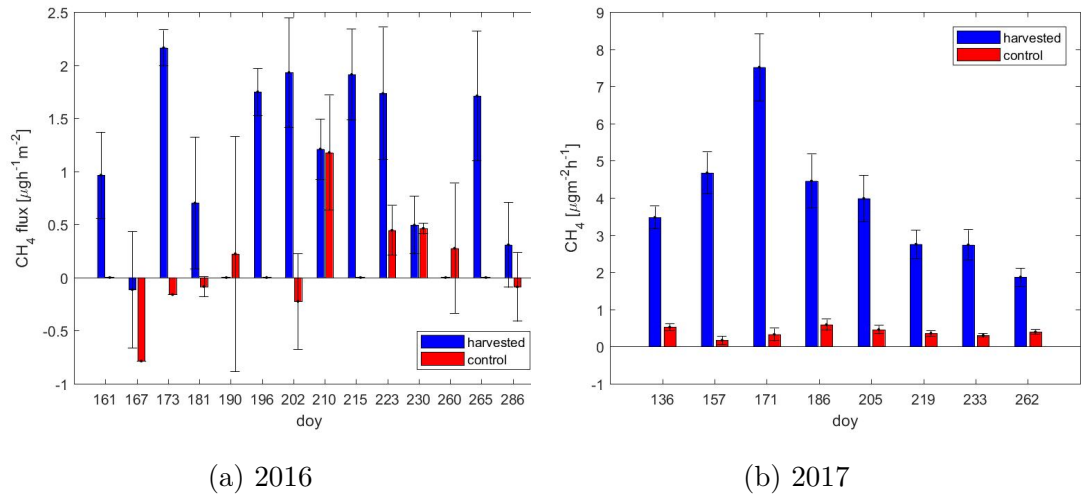 2.5
2
1.5
1
0.5
0
-0.5
-1
CH₄ flux [μgh⁻¹m⁻²]
harvested
control
161 167 173 181 190 196 202 210 215 223 230 260 265 286
doy
(a) 2016
9
8
7
6
5
4
3
2
1
0
-1
CH₄ [μgm⁻²h⁻¹]
harvested
control
136 157 171 186 205 219 233 262
doy
(b) 2017